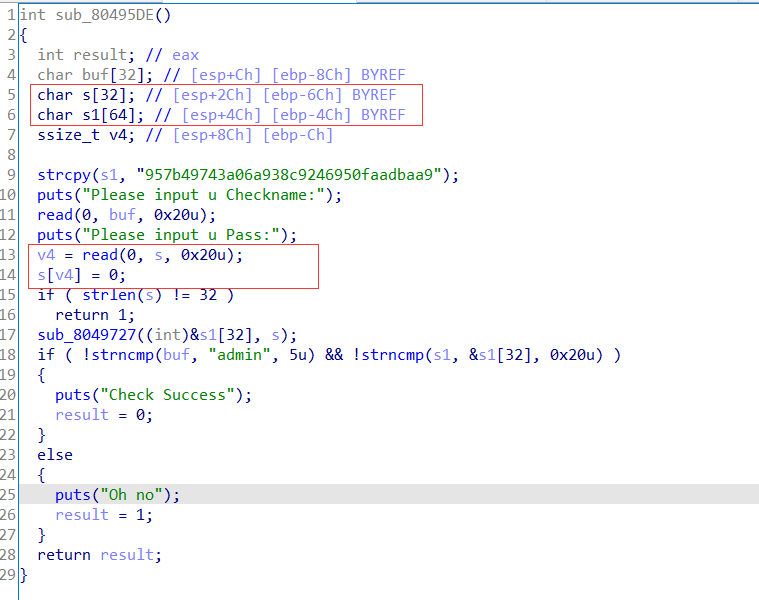 1 int sub_80495DE()
2 {
3 int result; // eax
4 char buf[32]; // [esp+Ch] [ebp-8Ch] BYREF
5 char s[32]; // [esp+2Ch] [ebp-6Ch] BYREF
6 char s1[64]; // [esp+4Ch] [ebp-4Ch] BYREF
7 ssize_t v4; // [esp+8Ch] [ebp-Ch]
8
9 strcpy(s1, "957b49743a06a938c9246950faadbaa9");
10 puts("Please input u Checkname:");
11 read(0, buf, 0x20u);
12 puts("Please input u Pass:");
13 v4 = read(0, s, 0x20u);
14 s[v4] = 0;
15 if ( strlen(s) != 32 )
16 return 1;
17 sub_8049727((int)&s1[32], s);
18 if ( !strncmp(buf, "admin", 5u) && !strncmp(s1, &s1[32], 0x20u) )
19 {
20 puts("Check Success");
21 result = 0;
22 }
23 else
24 {
25 puts("Oh no");
26 result = 1;
27 }
28 return result;
29 }